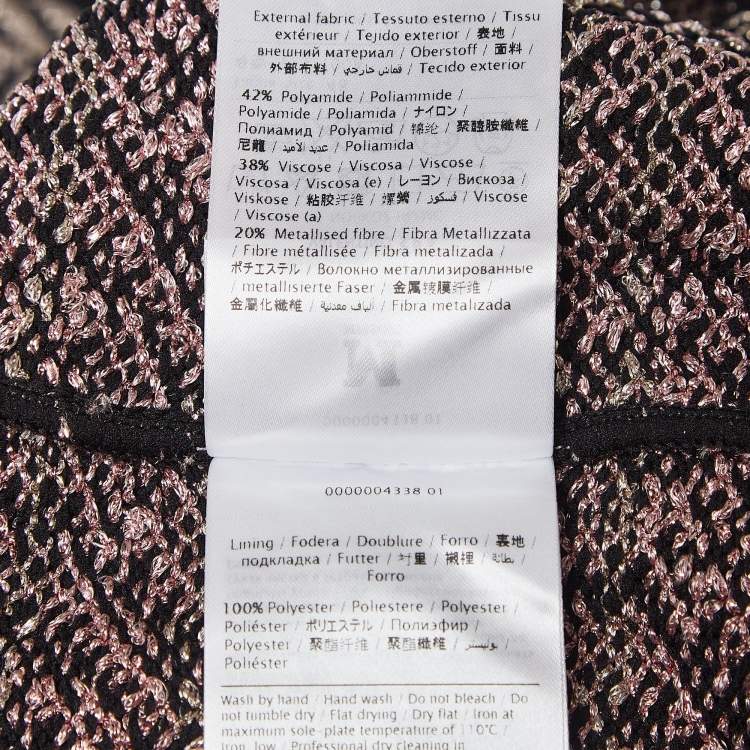 External fabric / Tessuto esterno / Tissu
extérieur / Tejido exterior / 表地 /
внешний материал / Oberstoff / 面料 /
外部布料 / قماش خارجي / Tecido exterior
42% Polyamide / Poliammide /
Polyamide / Poliamida / ナイロン /
Полиамид / Polyamid / 锦纶 / 聚醯胺纖維 /
尼龍 / عديد الأميد / Poliamida
38% Viscose / Viscosa / Viscose /
Viscosa / Viscosa (e) / レーヨン / Вискоза /
Viskose / 粘胶纤维 / 嫘縈 / فسكوز / Viscose
/ Viscose (a)
20% Metallised fibre / Fibra Metallizzata
/ Fibre métallisée / Fibra metalizada /
ポチエステル / Волокно металлизированные
/ metallisierte Faser / 金属镀膜纤维 /
金屬化纖維 / ألياف معدنية / Fibra metalizada
0000004338 01
Lining / Fodera / Doublure / Forro / 裏地 /
подкладка / Futter / 衬里 / 襯裡 / بطانة /
Forro
100% Polyester / Poliestere / Polyester /
Poliéster / ポリエステル / Полиэфир /
Polyester / 聚酯纤维 / 聚酯纖維 / بوليستر /
Poliéster
Wash by hand / Hand wash / Do not bleach / Do
not tumble dry / Flat drying / Dry flat / Iron at
maximum sole-plate temperature of 110°C /
Iron, low / Professional dry cleaning in